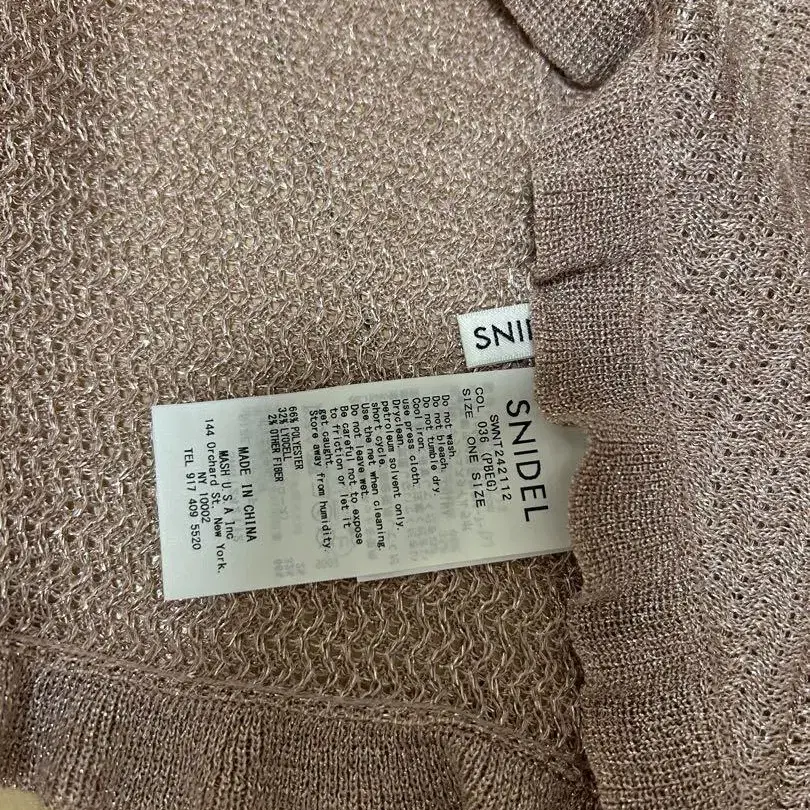 SNI
SNIDEL
SWNT242112
COL 036 (PBEG)
SIZE ONE SIZE
Do not wash.
Do not bleach.
Do not tumble dry.
Cool iron.
use press cloth.
Dryclean.
petroleum solvent only.
short cycle.
Use the net when cleaning.
Do not leave wet.
Be careful not to expose
to friction or let it
get caught.
Store away from humidity.
66% POLYESTER
32% LYOCELL
2% OTHER FIBER
MADE IN CHINA
MASH U S A Inc
144 Orchard St. New York.
NY 10002
TEL 917 409 5520